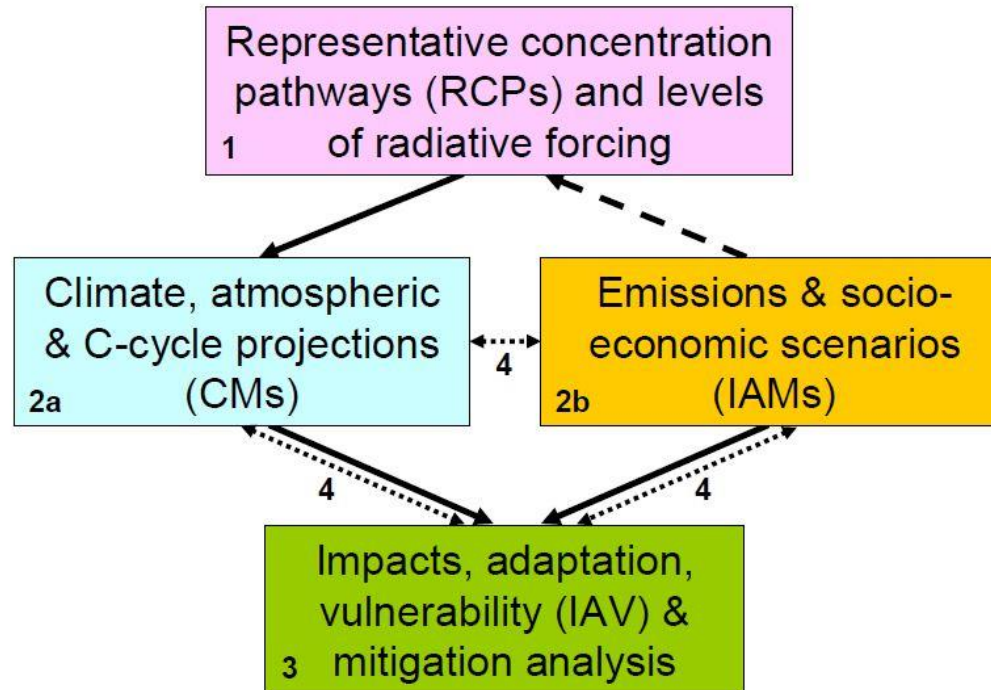 Representative concentration
pathways (RCPs) and levels
1 of radiative forcing
Climate, atmospheric
& C-cycle projections
2a (CMs)
4
Emissions & socio-
economic scenarios
2b (IAMs)
4
4
Impacts, adaptation,
vulnerability (IAV) &
3 mitigation analysis